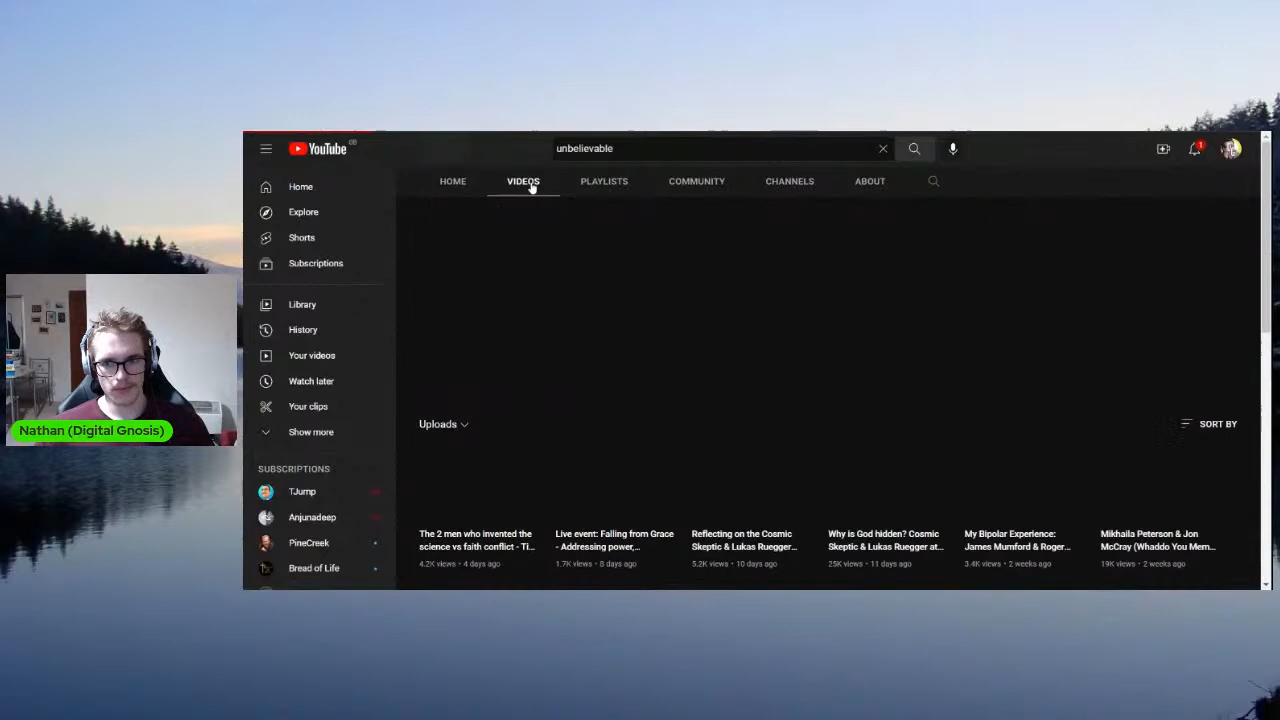 YouTube GB
unbelievable
1
HOME VIDEOS PLAYLISTS COMMUNITY CHANNELS ABOUT
Home
Explore
Shorts
Subscriptions
Library
History
Your videos
Watch later
Your clips
Show more
SUBSCRIPTIONS
TJump
Anjunadeep
PineCreek
Bread of Life
Uploads
SORT BY
The 2 men who invented the
science vs faith conflict - Ti...
4.2K views • 4 days ago
Live event: Falling from Grace
- Addressing power,...
1.7K views • 8 days ago
Reflecting on the Cosmic
Skeptic & Lukas Ruegger...
5.2K views • 10 days ago
Why is God hidden? Cosmic
Skeptic & Lukas Ruegger at...
25K views • 11 days ago
My Bipolar Experience:
James Mumford & Roger...
3.4K views • 2 weeks ago
Mikhaila Peterson & Jon
McCray (Whaddo You Mem...
19K views • 2 weeks ago
Nathan (Digital Gnosis)